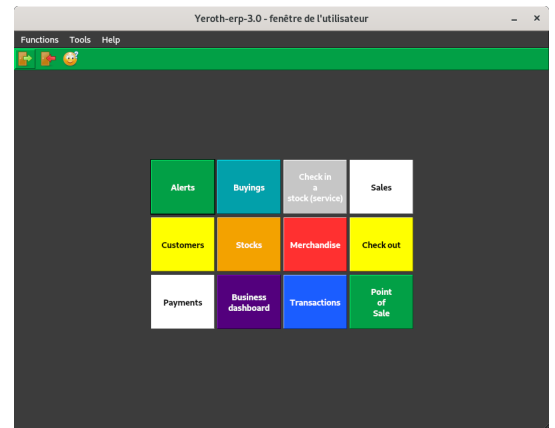 Yeroth-erp-3.0 - fenêtre de l'utilisateur
Functions Tools Help
Alerts
Buyings
Check in
a
stock (service)
Sales
Customers
Stocks
Merchandise
Check out
Payments
Business
dashboard
Transactions
Point
of
Sale